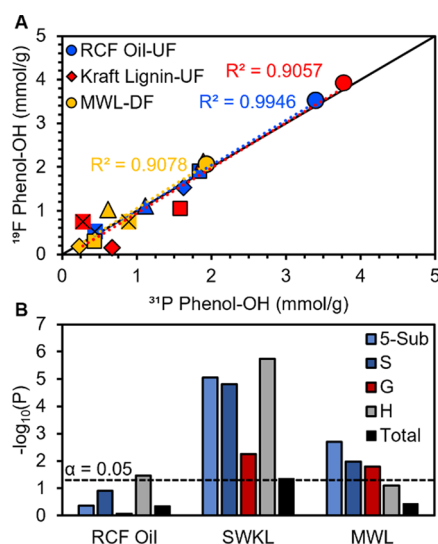 A
RCF Oil-UF
Kraft Lignin-UF
MWL-DF
R² = 0.9057
R² = 0.9946
R² = 0.9078
5
4
3
2
1
0
¹⁹F Phenol-OH (mmol/g)
0 1 2 3 4 5
³¹P Phenol-OH (mmol/g)
B
7
6
5
4
3
2
1
0
-log₁₀(P)
5-Sub
S
G
H
Total
α = 0.05
RCF Oil SWKL MWL